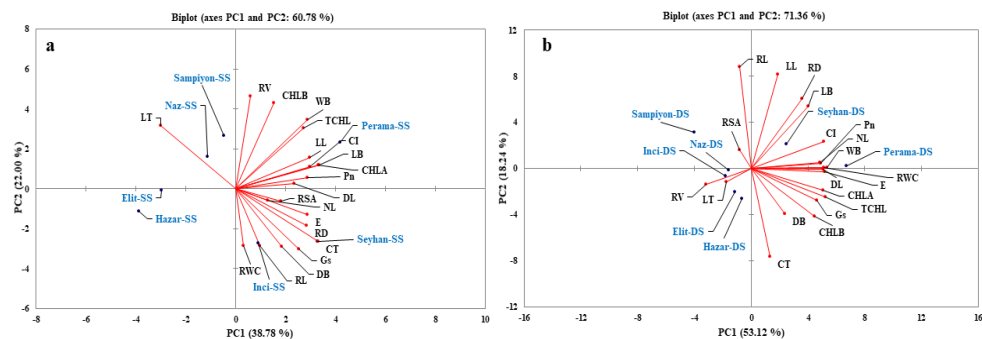 Biplot (axes PC1 and PC2: 60.78 %)
a
8
6
4
2
0
-2
-4
-6
-8
-6
-4
-2
0
2
4
6
8
10
PC2 (22.00 %)
PC1 (38.78 %)
Sampiyon-SS
Naz-SS
LT
RV
CHLB
WB
TCHL
Perama-SS
LL
CI
LB
CHLA
Pn
DL
RSA
NL
E
RD
Seyhan-SS
CT
Gs
DB
RL
RWC
Inci-SS
Elit-SS
Hazar-SS
Biplot (axes PC1 and PC2: 71.36 %)
b
12
8
4
0
-4
-8
-12
-16
-12
-8
-4
0
4
8
12
16
PC2 (18.24 %)
PC1 (53.12 %)
RL
LL
RD
LB
Seyhan-DS
Sampiyon-DS
RSA
CI
Pn
NL
Naz-DS
WB
Perama-DS
Inci-DS
RWC
DL
E
RV
LT
CHLA
TCHL
Elit-DS
DB
Gs
CHLB
Hazar-DS
CT